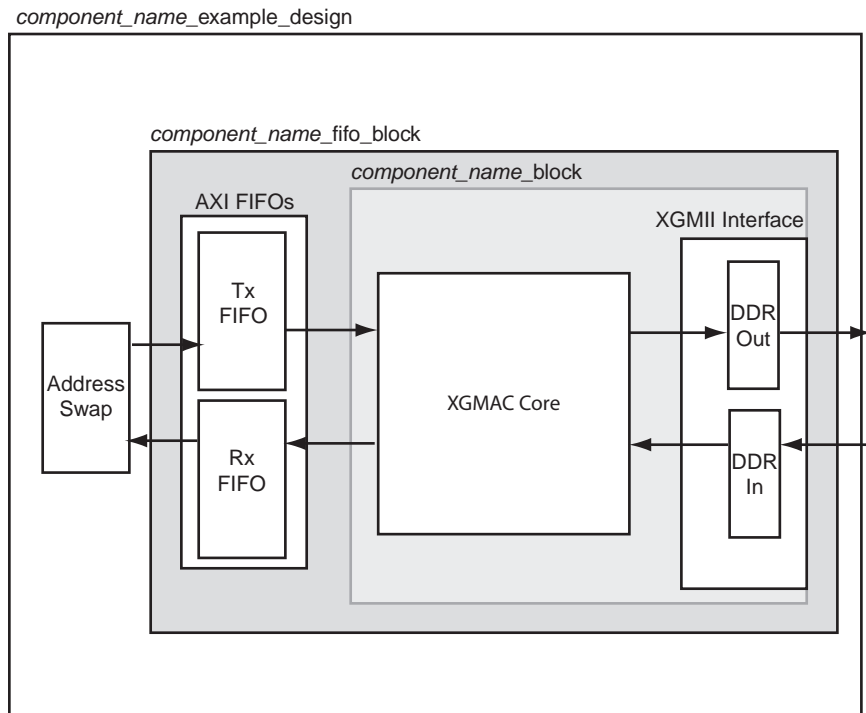 component_name_example_design
component_name_fifo_block
component_name_block
AXI FIFOs
XGMII Interface
Tx
FIFO
DDR
Out
Address
Swap
XGMAC Core
Rx
FIFO
DDR
In